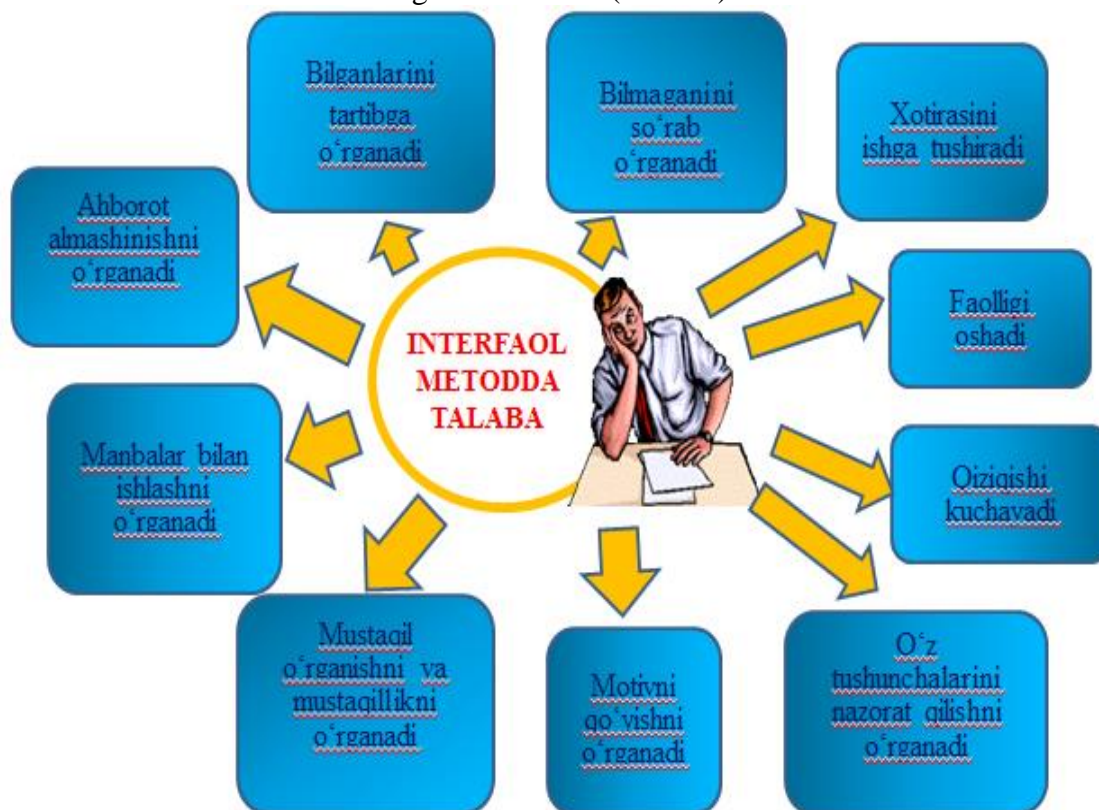 Bilganlarini
tartibga
o‘rganadi
Bilmaganini
so‘rab
o‘rganadi
Xotirasini
ishga tushiradi
Ahborot
almashinishni
o‘rganadi
Faolligi
oshadi
INTERFAOL
METODDA
TALABA
Manbalar bilan
ishlashni
o‘rganadi
Qiziqishi
kuchayadi
Mustaqil
o‘rganishni va
mustaqillikni
o‘rganadi
Motivni
qo‘yishni
o‘rganadi
O‘z
tushunchalarini
nazorat qilishni
o‘rganadi